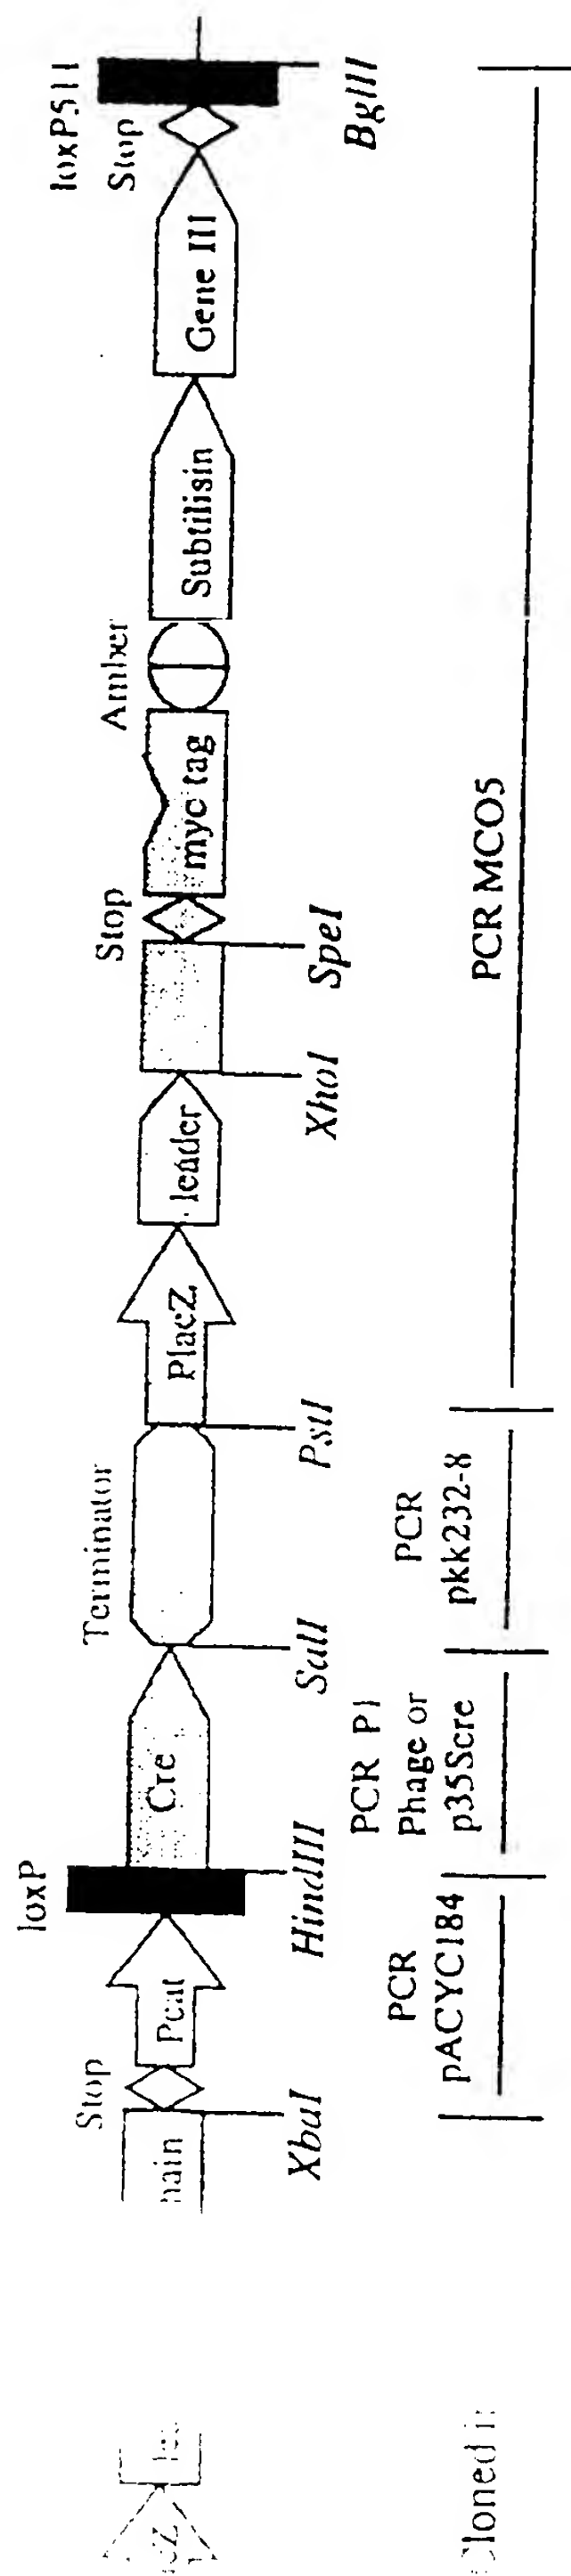 loxP
loxP511
Stop
Terminator
Stop
Amber
Stop
Pcat
Cre
PlacZ
leader
myc tag
Subtilisin
Gene III
XbaI
HindIII
SalI
PstI
XhoI
SpeI
BglII
PCR
pACYC184
PCR P1
Phage or
p35Scre
PCR
pkk232-8
PCR MCO5